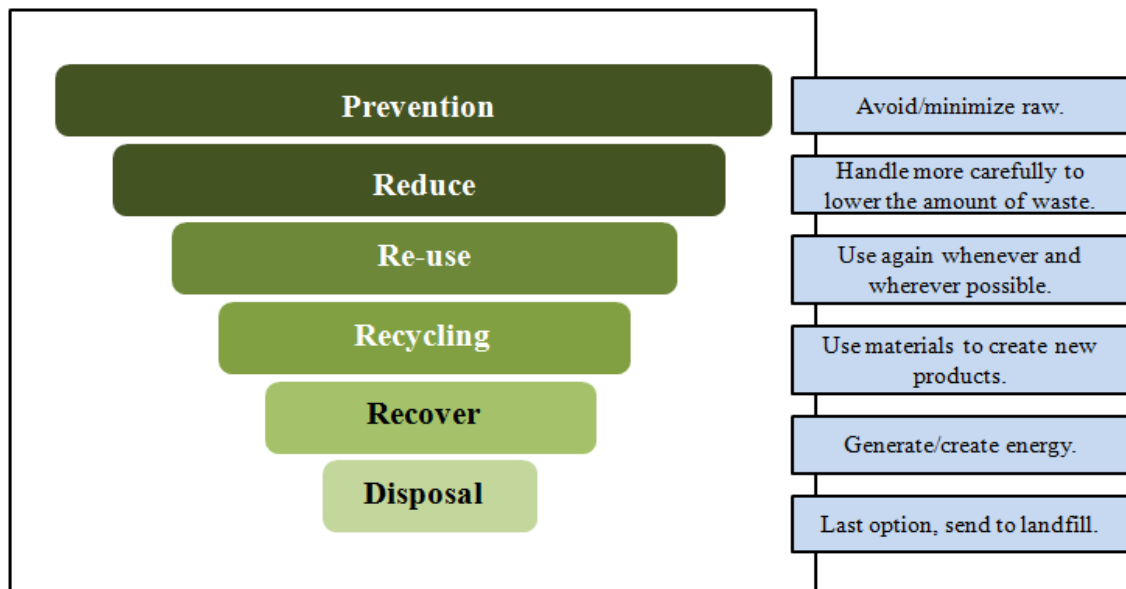 Prevention
Avoid/minimize raw.
Reduce
Handle more carefully to
lower the amount of waste.
Re-use
Use again whenever and
wherever possible.
Recycling
Use materials to create new
products.
Recover
Generate/create energy.
Disposal
Last option, send to landfill.